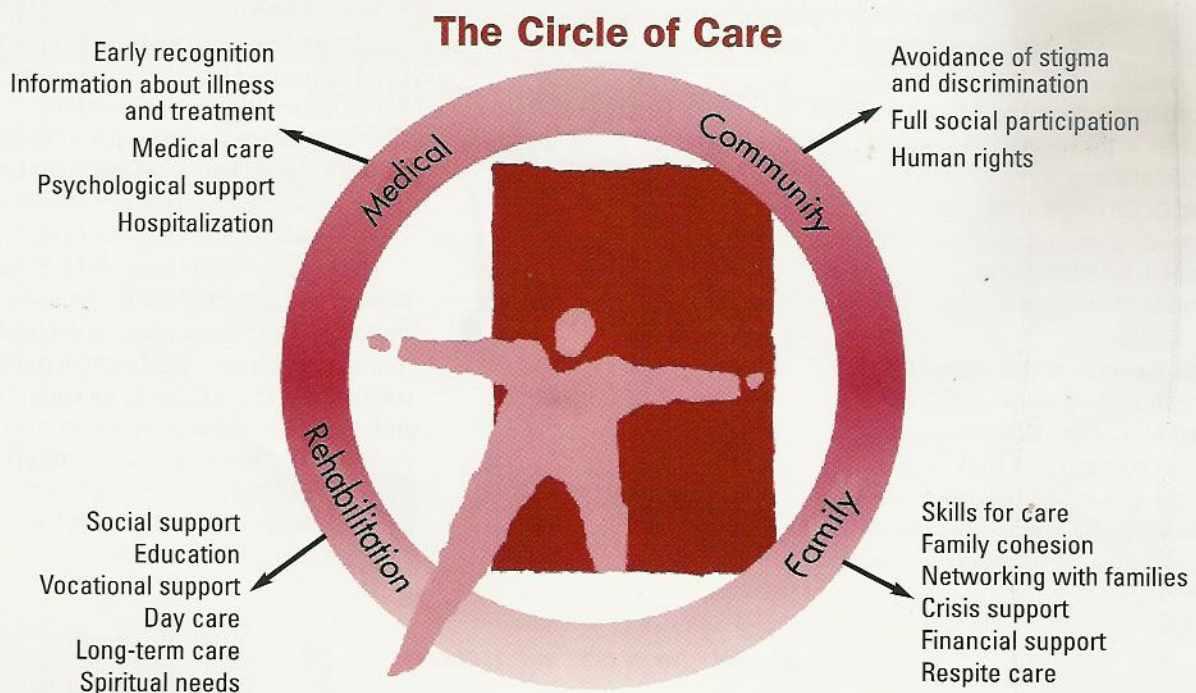 The Circle of Care
Early recognition
Information about illness
and treatment
Medical care
Psychological support
Hospitalization
Medical
Community
Avoidance of stigma
and discrimination
Full social participation
Human rights
Rehabilitation
Social support
Education
Vocational support
Day care
Long-term care
Spiritual needs
Family
Skills for care
Family cohesion
Networking with families
Crisis support
Financial support
Respite care